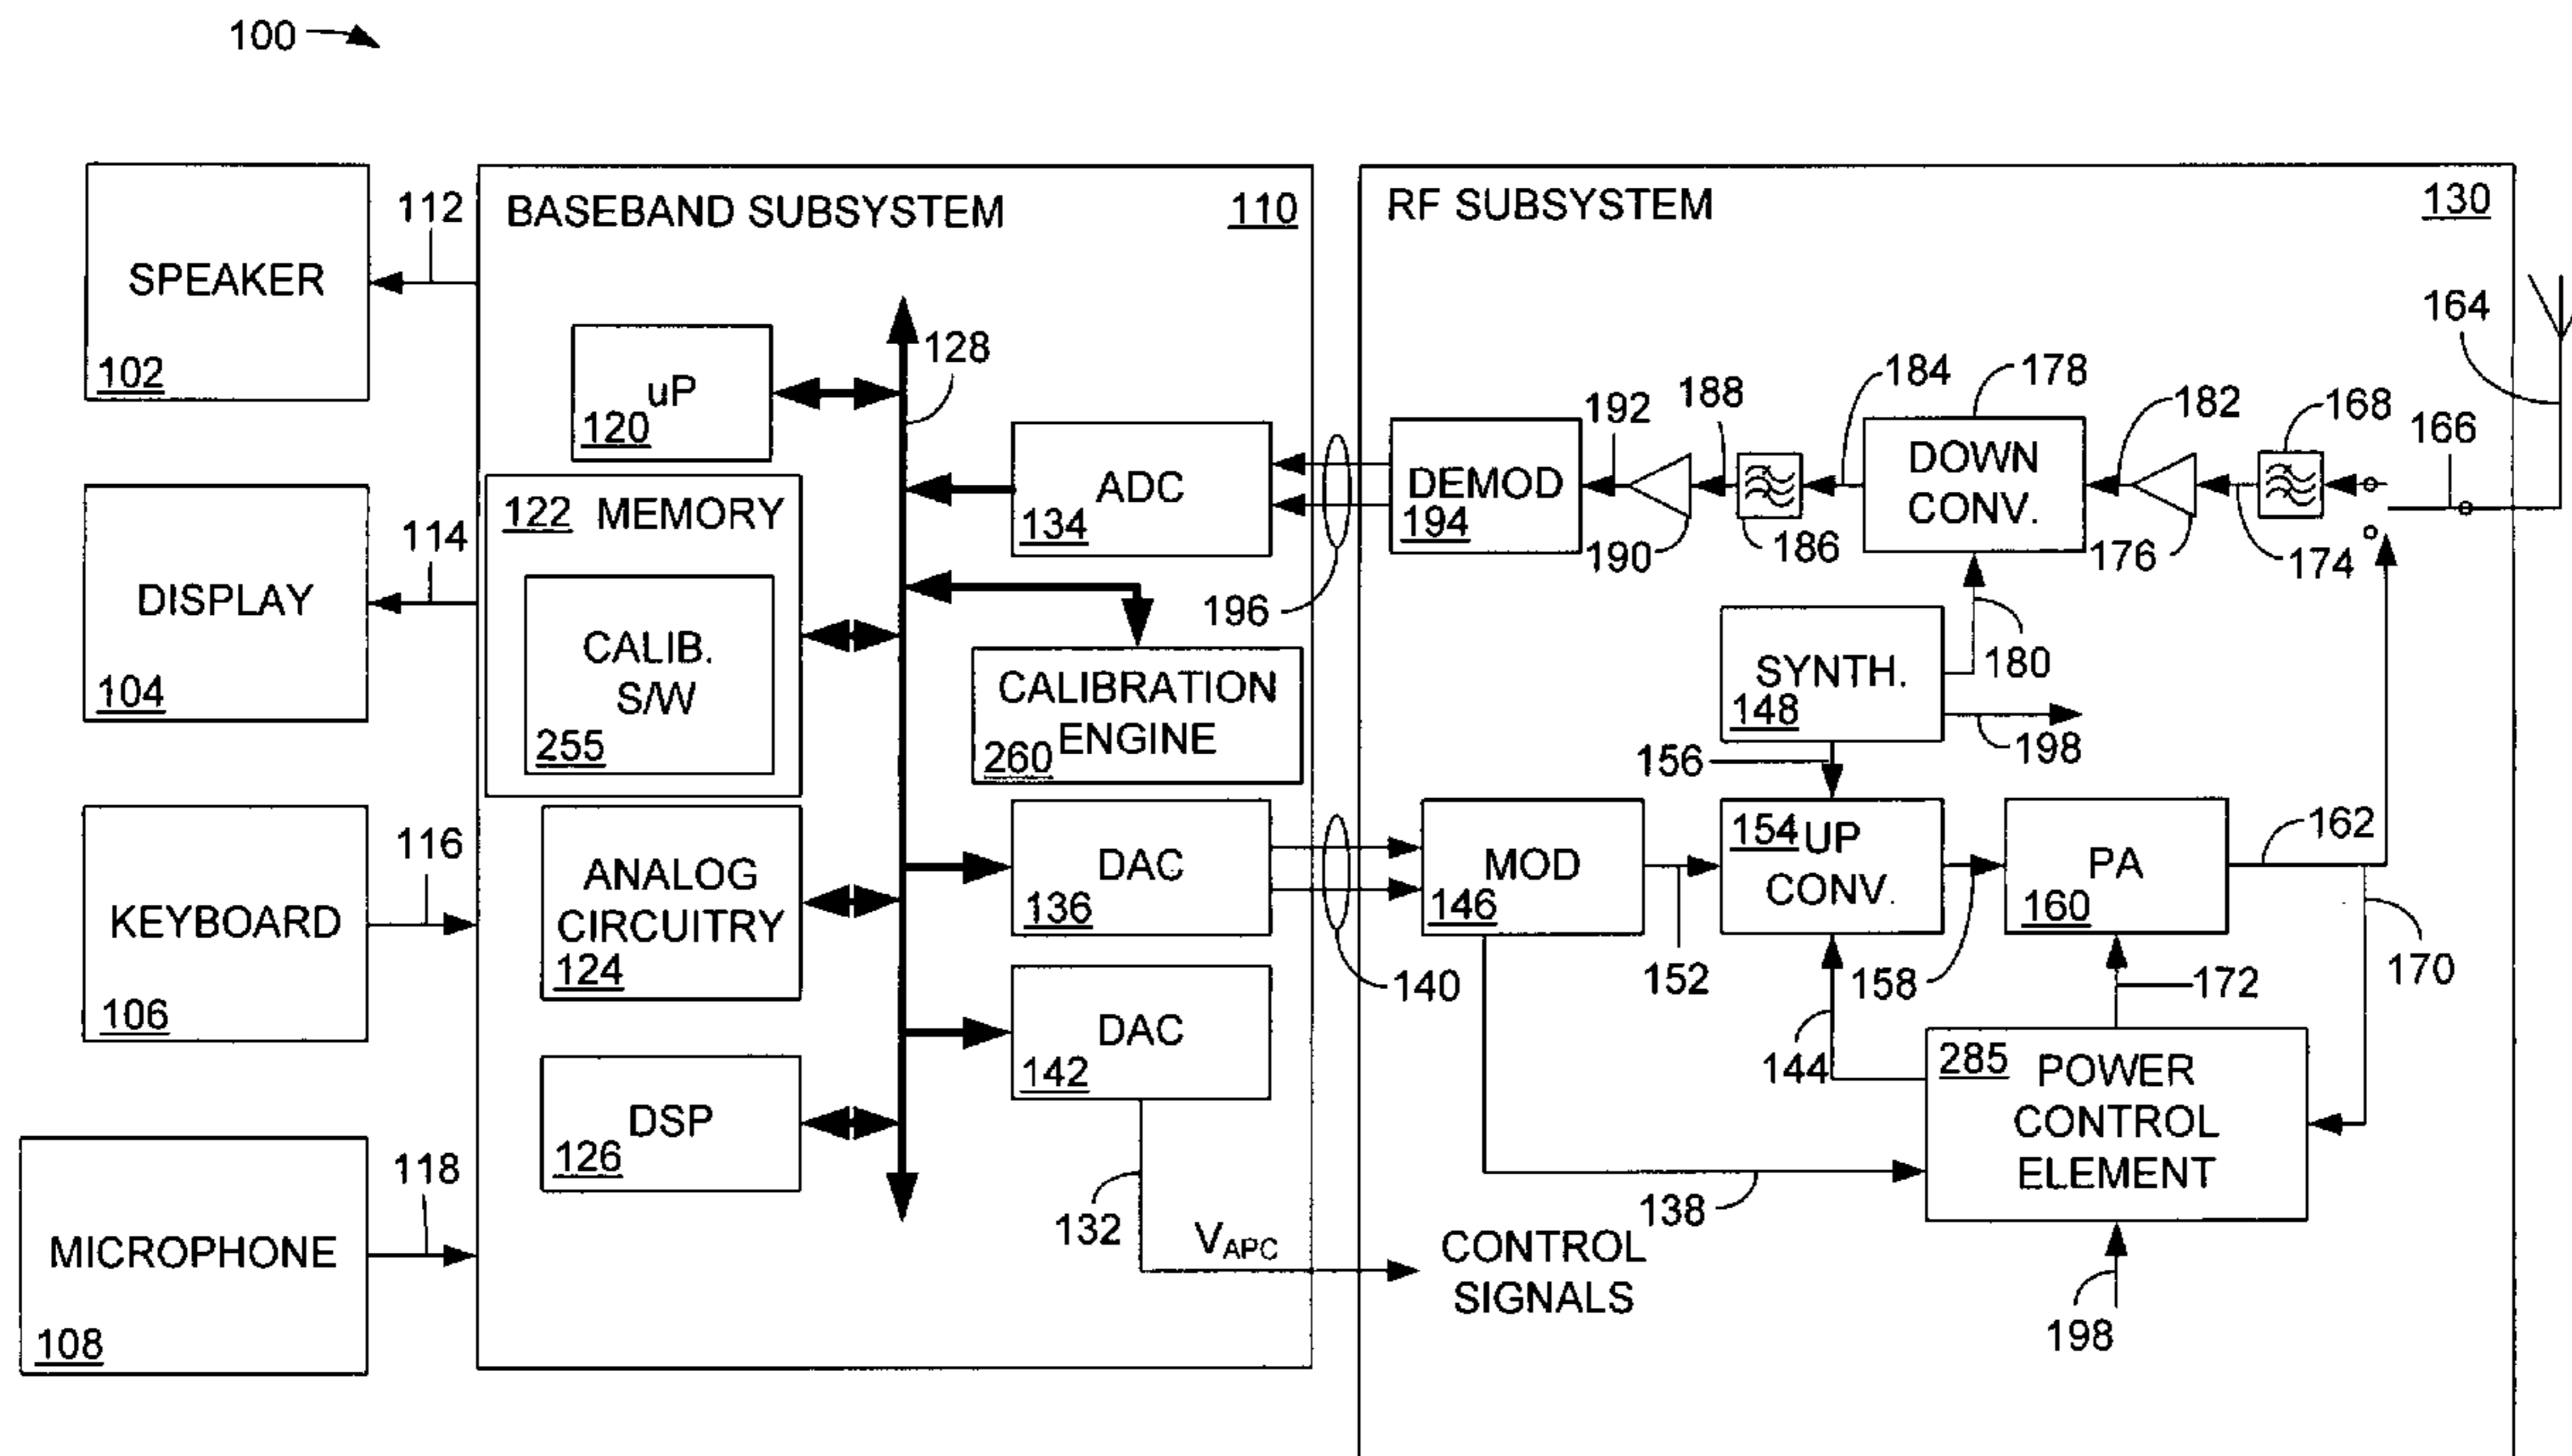 100
SPEAKER
102
112
DISPLAY
104
114
KEYBOARD
106
116
MICROPHONE
108
118
BASEBAND SUBSYSTEM
110
uP
120
128
122 MEMORY
CALIB.
S/W
255
ANALOG
CIRCUITRY
124
DSP
126
ADC
134
CALIBRATION
ENGINE
260
DAC
136
DAC
142
132
VAPC
CONTROL
SIGNALS
196
140
RF SUBSYSTEM
130
DEMOD
194
192
190
188
186
184
178
DOWN
CONV.
182
176
174
168
166
164
SYNTH.
148
180
198
156
MOD
146
152
154 UP
CONV.
158
PA
160
162
170
172
144
138
285
POWER
CONTROL
ELEMENT
198